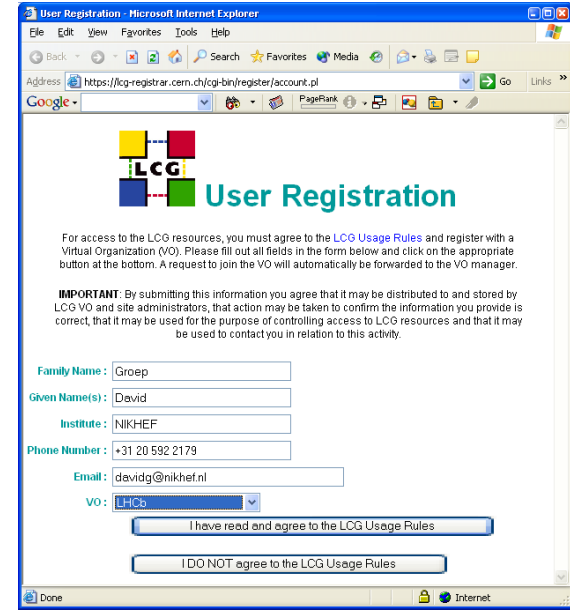 User Registration - Microsoft Internet Explorer
File Edit View Favorites Tools Help
Back Search Favorites Media
Address https://lcg-registrar.cern.ch/cgi-bin/register/account.pl Go Links »
Google PageRank
LCG
User Registration
For access to the LCG resources, you must agree to the LCG Usage Rules and register with a
Virtual Organization (VO). Please fill out all fields in the form below and click on the appropriate
button at the bottom. A request to join the VO will automatically be forwarded to the VO manager.
IMPORTANT: By submitting this information you agree that it may be distributed to and stored by
LCG VO and site administrators, that action may be taken to confirm the information you provide is
correct, that it may be used for the purpose of controlling access to LCG resources and that it may
be used to contact you in relation to this activity.
Family Name : Groep
Given Name(s) : David
Institute : NIKHEF
Phone Number : +31 20 592 2179
Email : davidg@nikhef.nl
VO : LHCb
I have read and agree to the LCG Usage Rules
I DO NOT agree to the LCG Usage Rules
Done Internet